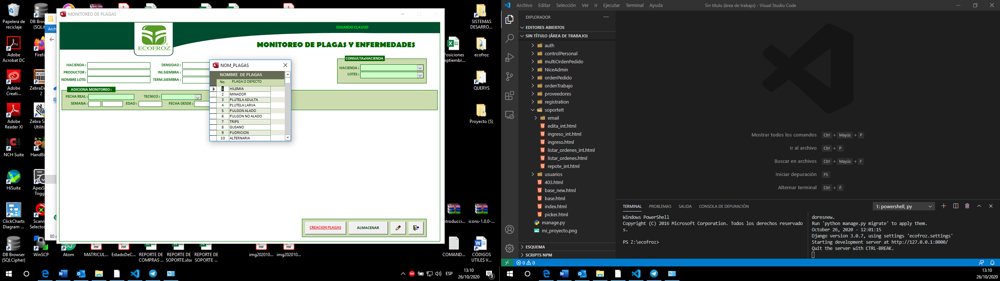 Papelera de reciclaje
DB Brow... (SQLit
Adobe Acrobat DC
Firefo
Adobe Creati...
ZebraDe 2
Adobe Reader XI
Zebra Se Utiliti
NCH Suite
HandBr
HiSuite
ApexS Trigg
ClickCharts Diagram ...
Scann Selector
DB Browser (SQLCipher)
WinSCP
Atom
MATRICUL...
EstadoDeC...
REPORTE DE COMPRAS ...
REPORTE DE SOPORTE.xlsx
REPORTE DE SOPORTE ...
img202010...
img202010...
Arch
80 e
MONITOREO DE PLAGAS
ECOFROZ
EDUARDO CLAVIJO
MONITOREO DE PLAGAS Y ENFERMEDADES
HACIENDA :
DENSIDAD :
PRODUCTOR :
INI.SIEMBRA :
NOMBRE LOTE:
TERM.SIEMBRA :
CONSULTAxHACIENDA
HACIENDA :
LOTES :
ADICIONA MONITOREO :
FECHA REAL :
TECNICO :
SEMANA :
EDAD :
FECHA DESDE :
NOM_PLAGAS
NOMBRE DE PLAGAS
No. PLAGA O DEFECTO
1 HILEMIA
2 MINADOR
3 PLUTELA ADULTA
4 PLUTELA LARVA
5 PULGON ALADO
6 PULGON NO ALADO
7 TRIPS
8 GUSANO
9 PUDRICION
10 ALTERNARIA
CREACION PLAGAS
ALMACENAR
SISTEMAS DESARRO...
Posiciones eptiembr...
ecofroz
QUERYS
Proyecto (5)
ntroducci...
icons-1.0.0-...
COMAND...
CÓDIGOS UTILES V...
ESP
13:10
26/10/2020
3
Archivo Editar Selección Ver Ir Ejecutar Terminal Ayuda
Sin título (área de trabajo) - Visual Studio Code
EXPLORADOR
EDITORES ABIERTOS
SIN TÍTULO (ÁREA DE TRABAJO)
auth
controlPersonal
multiOrdenPedido
NiceAdmin
ordenPedido
ordenTrabajo
proveedores
registration
soporteIt
email
edita_int.html
ingreso_int.html
ingreso.html
listar_ordenes_int.html
listar_ordenes.html
repote_int.html
usuarios
403.html
base_new.html
base.html
index.html
picker.html
manage.py
mi_proyecto.png
ESQUEMA
SCRIPTS NPM
Mostrar todos los comandos Ctrl + Mayús + P
Ir al archivo Ctrl + P
Buscar en archivos Ctrl + Mayús + F
Iniciar depuración F5
Alternar terminal Ctrl + ñ
TERMINAL PROBLEMAS SALIDA CONSOLA DE DEPURACIÓN
1: powershell, py
Windows PowerShell
Copyright (C) 2016 Microsoft Corporation. Todos los derechos reservado
s.
PS Z:\ecofroz>
doresnew.
Run 'python manage.py migrate' to apply them.
October 26, 2020 - 12:01:15
Django version 3.0.7, using settings 'ecofroz.settings'
Starting development server at http://127.0.0.1:8000/
Quit the server with CTRL-BREAK.
0 0
13:10
26/10/2020